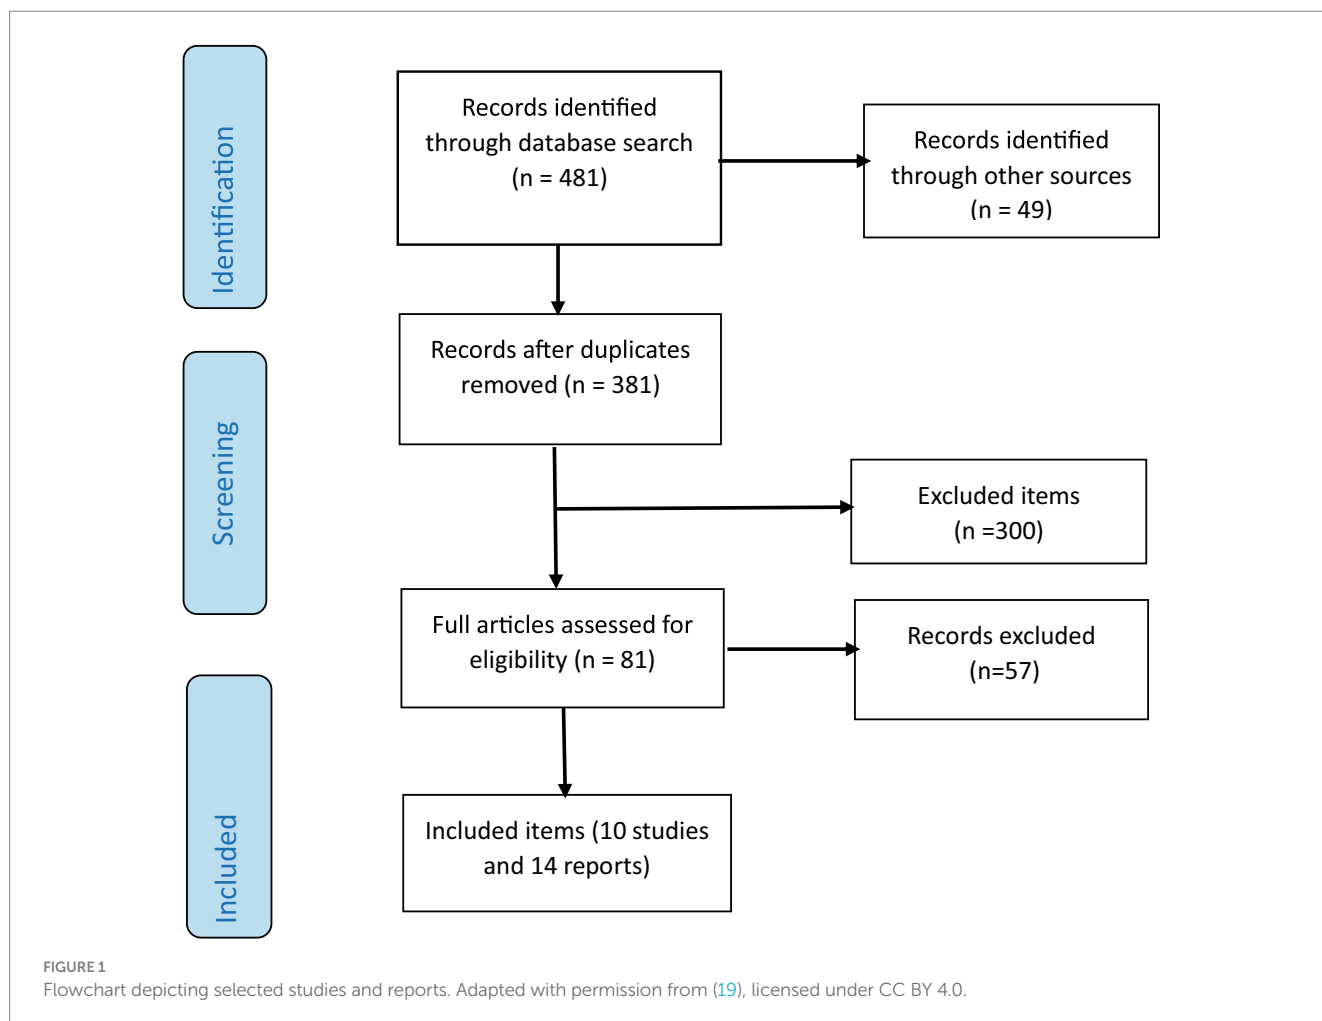 Identification
Records identified
through database search
(n = 481)
Records identified
through other sources
(n = 49)
Records after duplicates
removed (n = 381)
Screening
Excluded items
(n =300)
Full articles assessed for
eligibility (n = 81)
Records excluded
(n=57)
Included
Included items (10 studies
and 14 reports)
FIGURE 1
Flowchart depicting selected studies and reports. Adapted with permission from (19), licensed under CC BY 4.0.